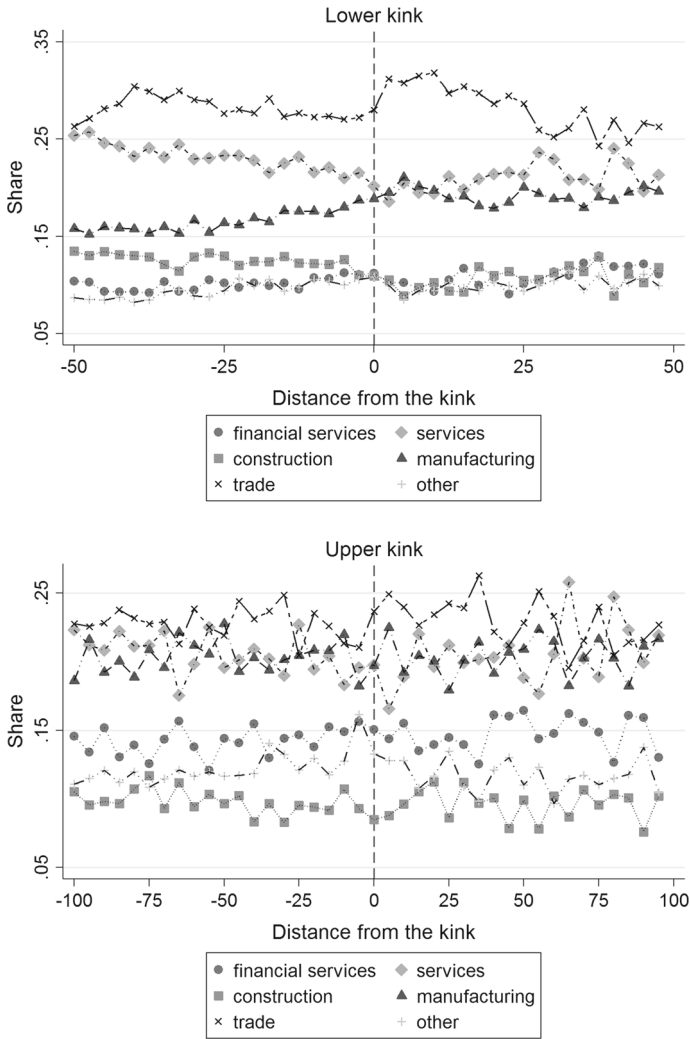 Lower kink
.35
.25
.15
.05
Share
-50 -25 0 25 50
Distance from the kink
financial services services
construction manufacturing
trade other
Upper kink
.25
.15
.05
Share
-100 -75 -50 -25 0 25 50 75 100
Distance from the kink
financial services services
construction manufacturing
trade other